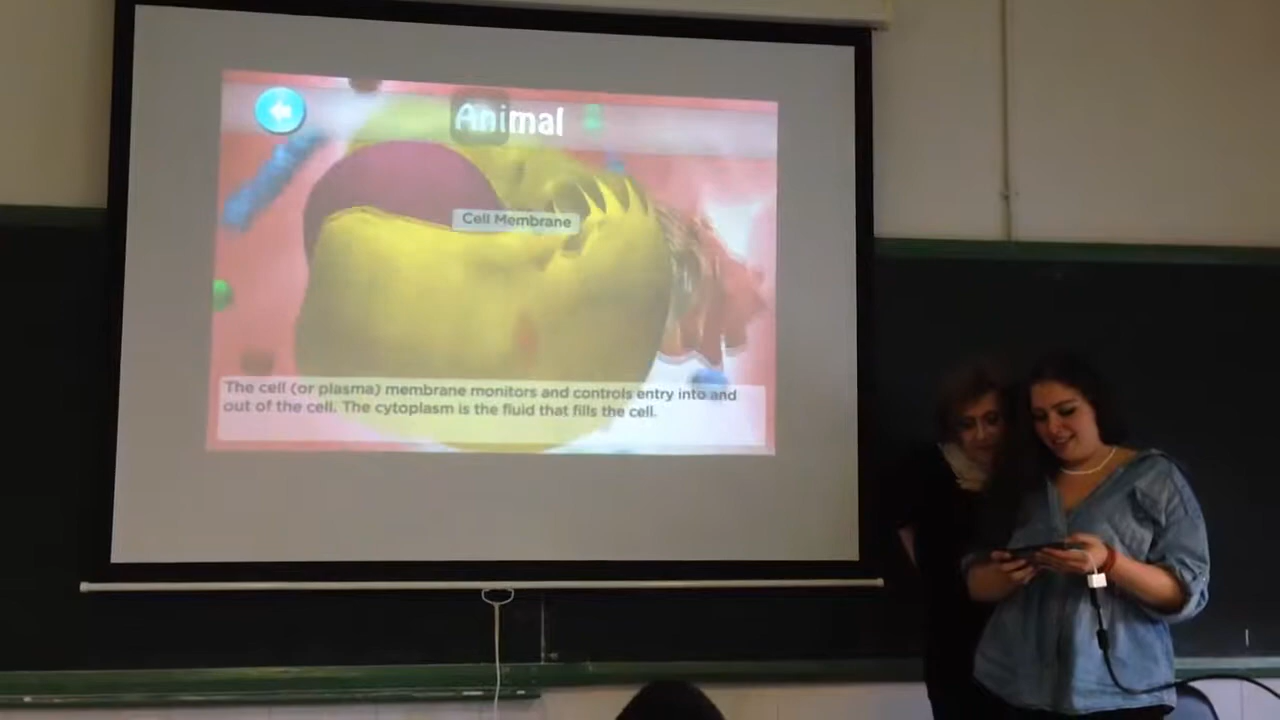 Animal
Cell Membrane
The cell (or plasma) membrane monitors and controls entry into and
out of the cell. The cytoplasm is the fluid that fills the cell.